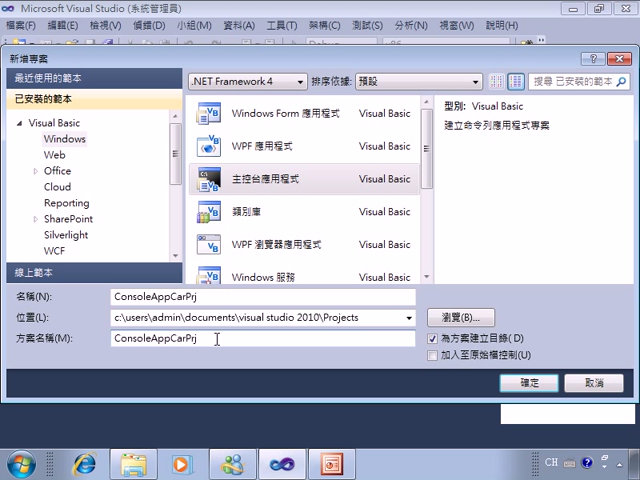 Microsoft Visual Studio (系統管理員)
檔案(F) 編輯(E) 檢視(V) 偵錯(D) 小組(M) 資料(A) 工具(T) 架構(C) 測試(S) 分析(N) 視窗(W) 說明(H)
Debug x86
新增專案
最近使用的範本
.NET Framework 4 排序依據: 預設 搜尋 已安裝的範本
已安裝的範本
Visual Basic
Windows
Web
Office
Cloud
Reporting
SharePoint
Silverlight
WCF
線上範本
Windows Form 應用程式 Visual Basic
WPF 應用程式 Visual Basic
主控台應用程式 Visual Basic
類別庫 Visual Basic
WPF 瀏覽器應用程式 Visual Basic
Windows 服務 Visual Basic
型別: Visual Basic
建立命令列應用程式專案
名稱(N): ConsoleAppCarPrj
位置(L): c:\users\admin\documents\visual studio 2010\Projects 瀏覽(B)...
方案名稱(M): ConsoleAppCarPrj 為方案建立目錄( D)
加入至原始檔控制(U)
確定 取消
CH